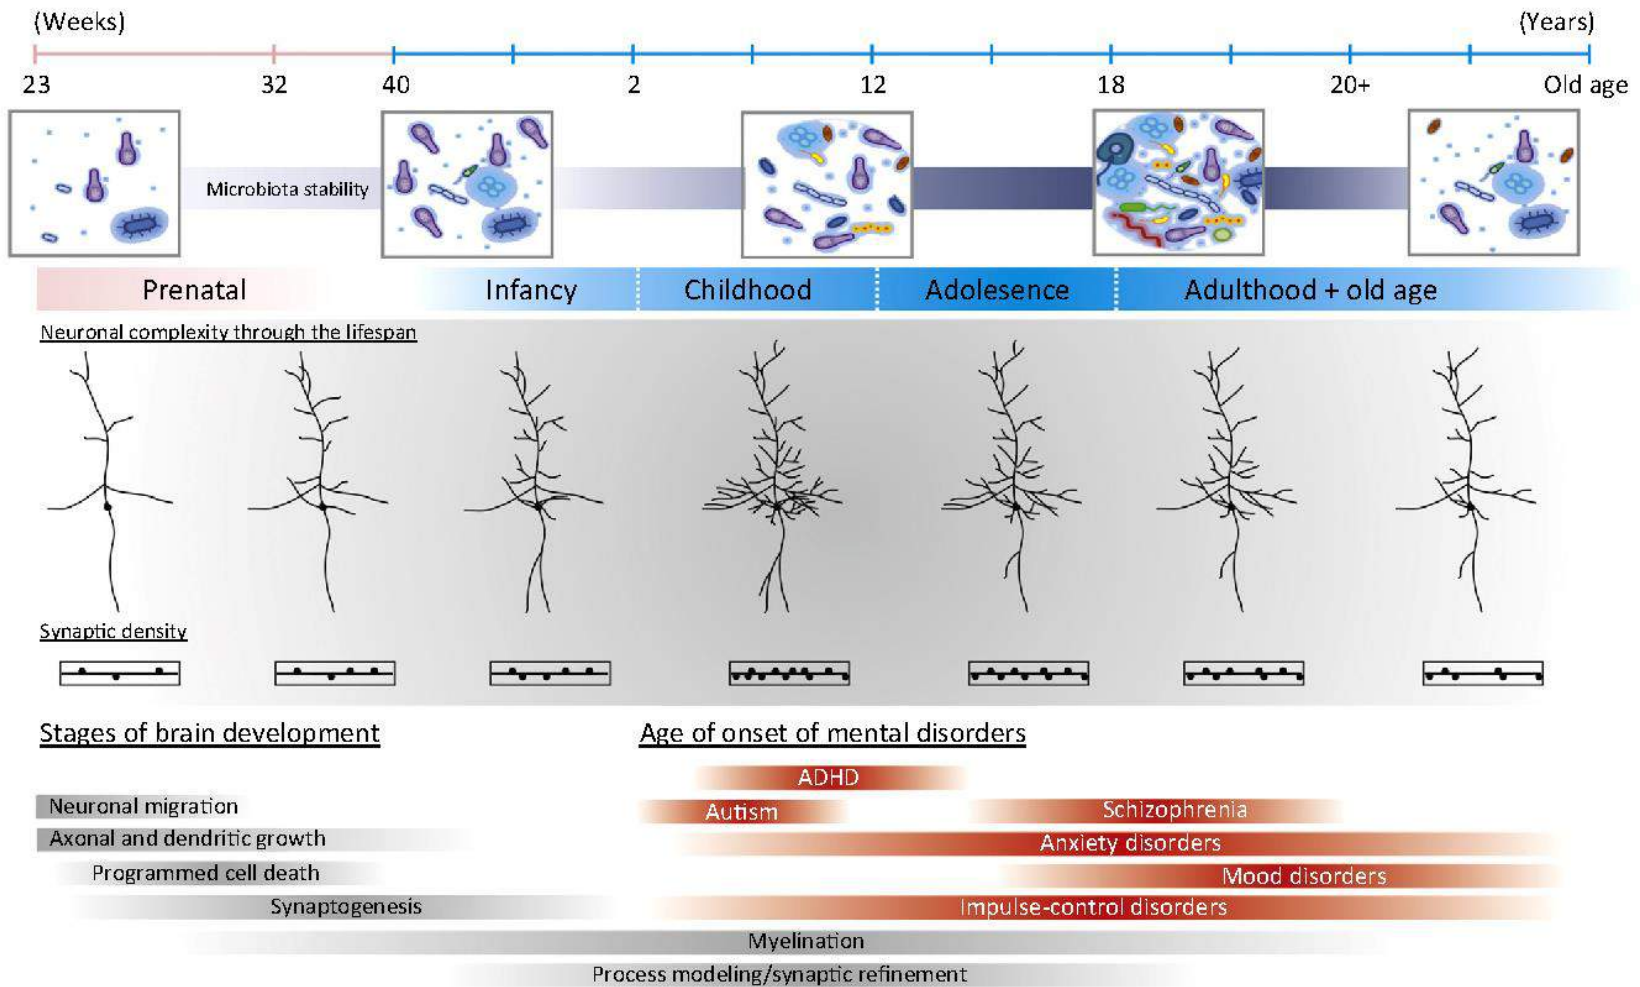 (Weeks) (Years)
23 32 40 2 12 18 20+ Old age
Microbiota stability
Prenatal Infancy Childhood Adolesence Adulthood + old age
Neuronal complexity through the lifespan
Synaptic density
Stages of brain development
Age of onset of mental disorders
ADHD
Neuronal migration
Autism
Schizophrenia
Axonal and dendritic growth
Anxiety disorders
Programmed cell death
Mood disorders
Synaptogenesis
Impulse-control disorders
Myelination
Process modeling/synaptic refinement